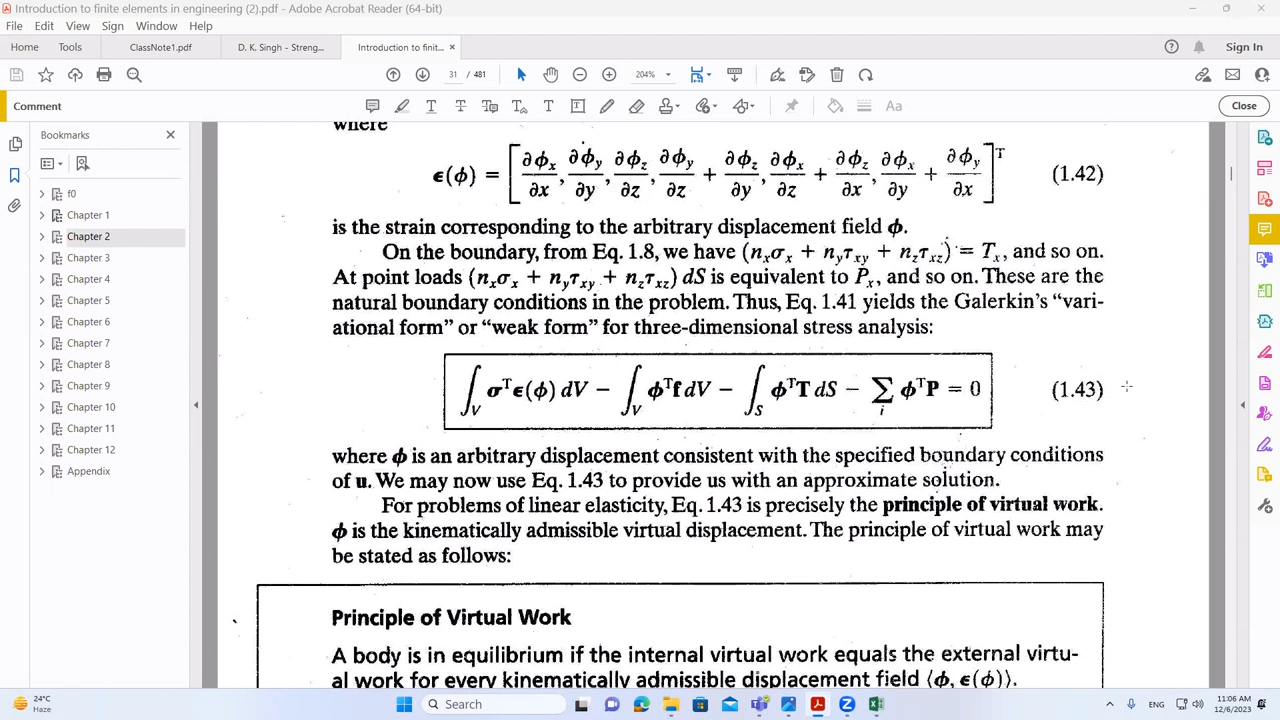 Introduction to finite elements in engineering (2).pdf - Adobe Acrobat Reader (64-bit)
File Edit View Sign Window Help
Home Tools ClassNote1.pdf D. K. Singh - Streng... Introduction to finit... ×
Sign In
31 / 481 204%
Comment
Aa
Close
Bookmarks
f0
Chapter 1
Chapter 2
Chapter 3
Chapter 4
Chapter 5
Chapter 6
Chapter 7
Chapter 8
Chapter 9
Chapter 10
Chapter 11
Chapter 12
Appendix
where
ϵ(ϕ) = [∂ϕx/∂x, ∂ϕy/∂y, ∂ϕz/∂z, ∂ϕy/∂z + ∂ϕz/∂y, ∂ϕx/∂z + ∂ϕz/∂x, ∂ϕx/∂y + ∂ϕy/∂x]ᵀ (1.42)
is the strain corresponding to the arbitrary displacement field ϕ.
On the boundary, from Eq. 1.8, we have (nxσx + nyτxy + nzτxz) = Tx, and so on.
At point loads (nxσx + nyτxy + nzτxz) dS is equivalent to Px, and so on. These are the
natural boundary conditions in the problem. Thus, Eq. 1.41 yields the Galerkin's "vari-
ational form" or "weak form" for three-dimensional stress analysis:
∫V σᵀϵ(ϕ) dV − ∫V ϕᵀf dV − ∫S ϕᵀT dS − ∑i ϕᵀP = 0 (1.43)
where ϕ is an arbitrary displacement consistent with the specified boundary conditions
of u. We may now use Eq. 1.43 to provide us with an approximate solution.
For problems of linear elasticity, Eq. 1.43 is precisely the principle of virtual work.
ϕ is the kinematically admissible virtual displacement. The principle of virtual work may
be stated as follows:
Principle of Virtual Work
A body is in equilibrium if the internal virtual work equals the external virtu-
al work for every kinematically admissible displacement field (ϕ, ϵ(ϕ)).
24°C
Haze
Search
ENG
11:06 AM
12/6/2023